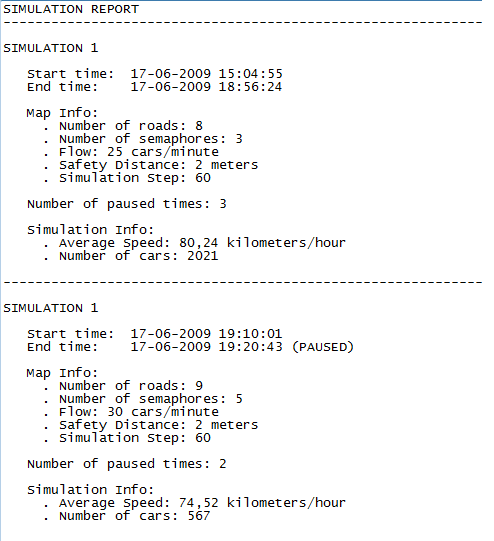 SIMULATION REPORT
------------------------------------------------------------
SIMULATION 1
Start time:  17-06-2009 15:04:55
End time:    17-06-2009 18:56:24
Map Info:
. Number of roads: 8
. Number of semaphores: 3
. Flow: 25 cars/minute
. Safety Distance: 2 meters
. Simulation Step: 60
Number of paused times: 3
Simulation Info:
. Average Speed: 80,24 kilometers/hour
. Number of cars: 2021
------------------------------------------------------------
SIMULATION 1
Start time:  17-06-2009 19:10:01
End time:    17-06-2009 19:20:43 (PAUSED)
Map Info:
. Number of roads: 9
. Number of semaphores: 5
. Flow: 30 cars/minute
. Safety Distance: 2 meters
. Simulation Step: 60
Number of paused times: 2
Simulation Info:
. Average Speed: 74,52 kilometers/hour
. Number of cars: 567